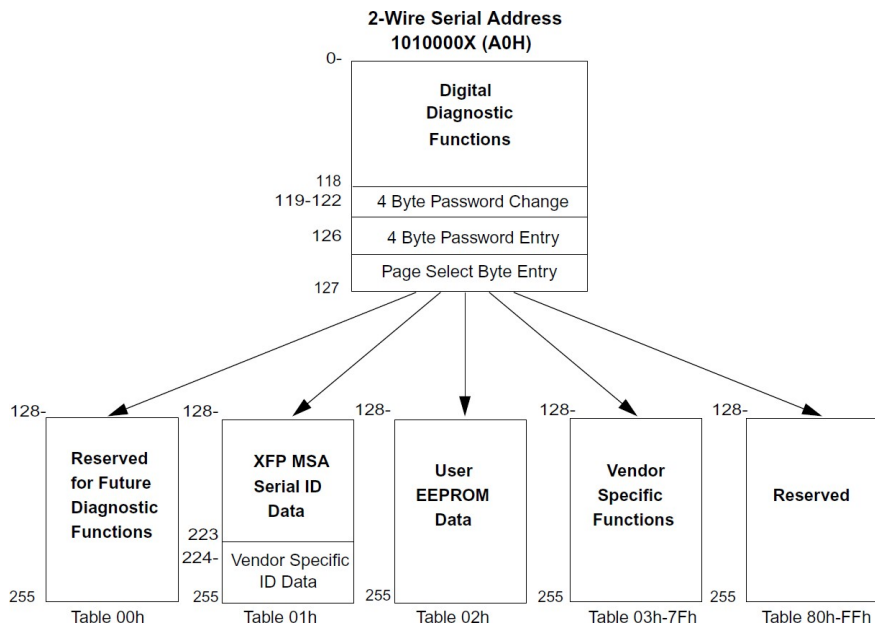 2-Wire Serial Address
1010000X (A0H)
0-
Digital
Diagnostic
Functions
118
119-122
4 Byte Password Change
126
4 Byte Password Entry
Page Select Byte Entry
127
128-
Reserved
for Future
Diagnostic
Functions
255
Table 00h
128-
XFP MSA
Serial ID
Data
223
224-
Vendor Specific
ID Data
255
Table 01h
128-
User
EEPROM
Data
255
Table 02h
128-
Vendor
Specific
Functions
255
Table 03h-7Fh
128-
Reserved
255
Table 80h-FFh